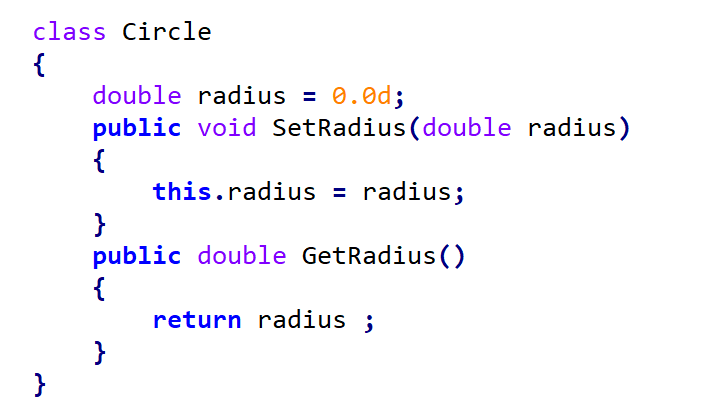 class Circle
{
    double radius = 0.0d;
    public void SetRadius(double radius)
    {
        this.radius = radius;
    }
    public double GetRadius()
    {
        return radius ;
    }
}